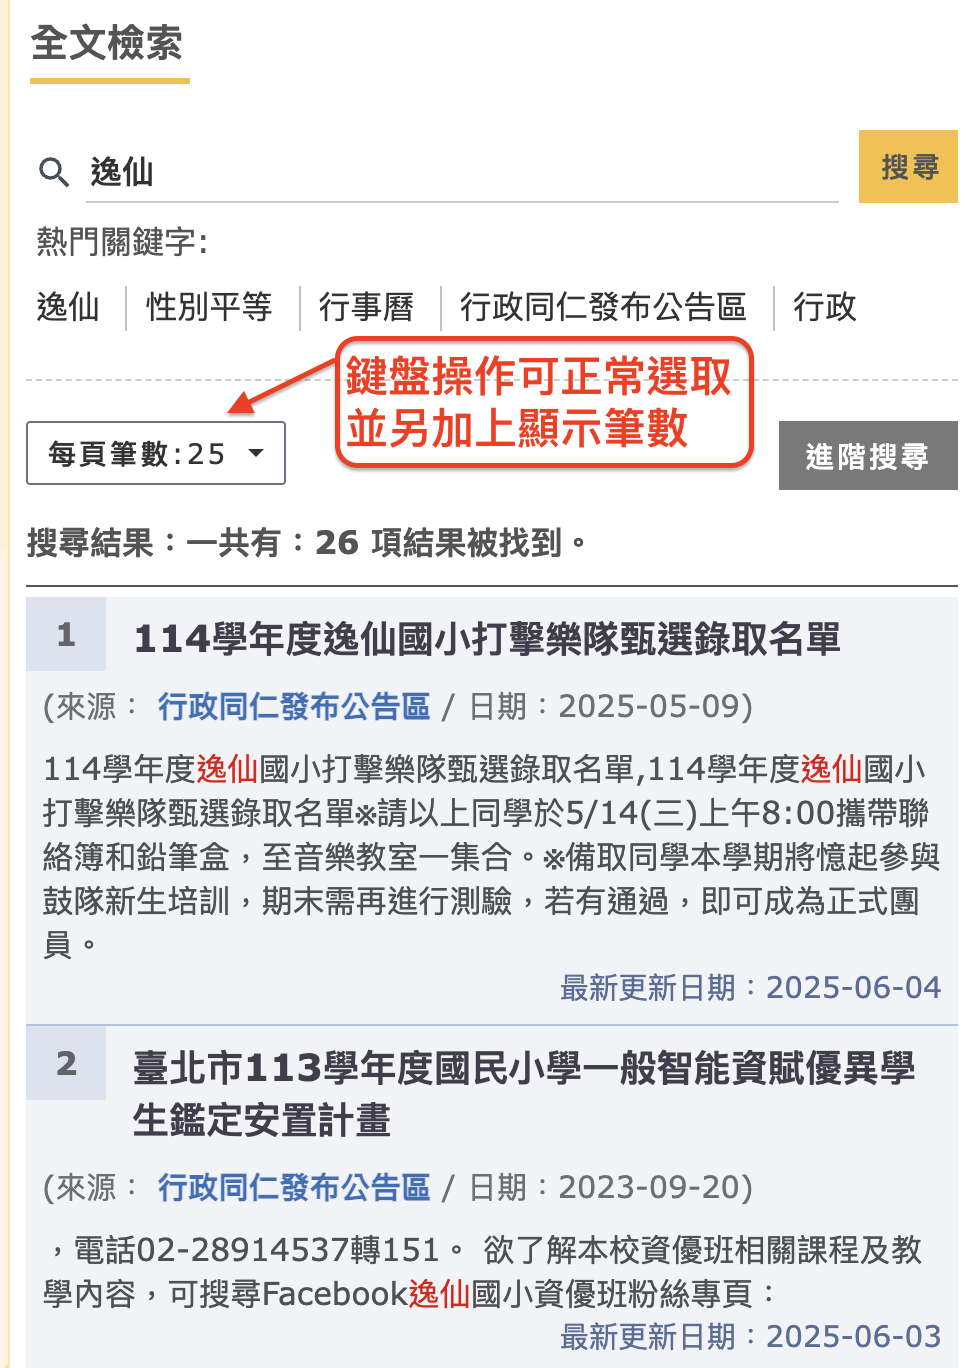 全文檢索
逸仙
搜尋
熱門關鍵字:
逸仙 性別平等 行事曆 行政同仁發布公告區 行政
鍵盤操作可正常選取
並另加上顯示筆數
每頁筆數:25
進階搜尋
搜尋結果：一共有：26 項結果被找到。
1
114學年度逸仙國小打擊樂隊甄選錄取名單
(來源： 行政同仁發布公告區 / 日期：2025-05-09)
114學年度逸仙國小打擊樂隊甄選錄取名單,114學年度逸仙國小
打擊樂隊甄選錄取名單※請以上同學於5/14(三)上午8:00攜帶聯
絡簿和鉛筆盒，至音樂教室一集合。※備取同學本學期將憶起參與
鼓隊新生培訓，期末需再進行測驗，若有通過，即可成為正式團
員。
最新更新日期：2025-06-04
2
臺北市113學年度國民小學一般智能資賦優異學
生鑑定安置計畫
(來源： 行政同仁發布公告區 / 日期：2023-09-20)
，電話02-28914537轉151。 欲了解本校資優班相關課程及教
學內容，可搜尋Facebook逸仙國小資優班粉絲專頁：
最新更新日期：2025-06-03